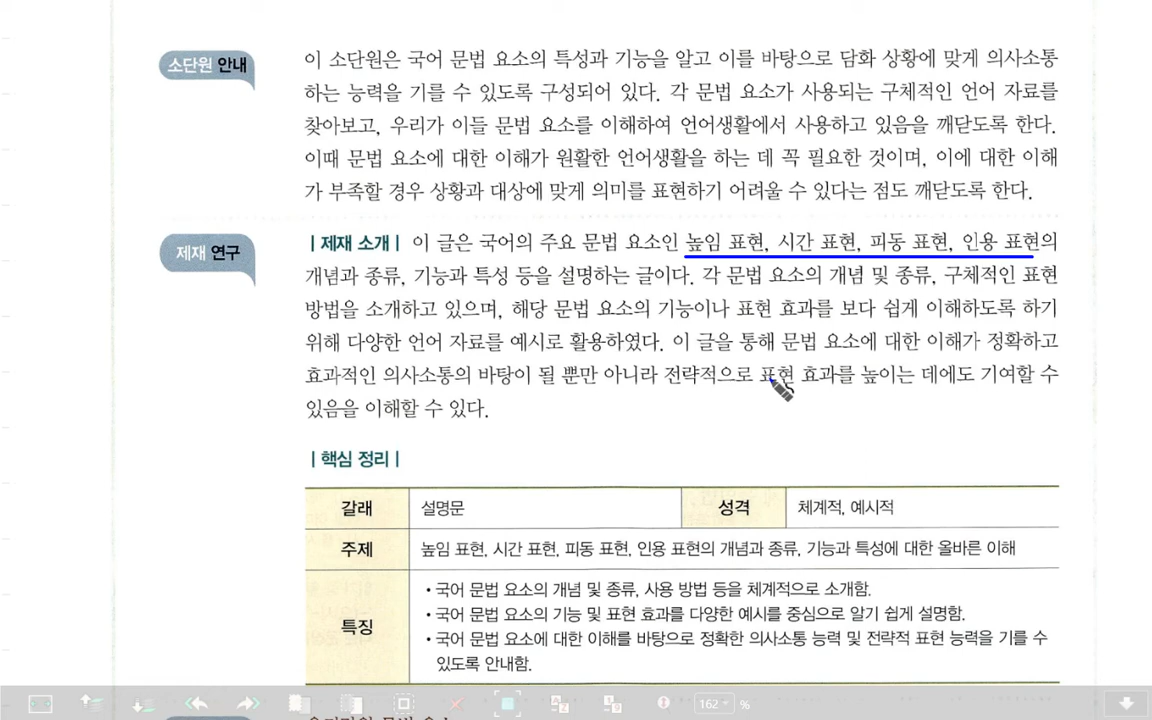 소단원 안내
이 소단원은 국어 문법 요소의 특성과 기능을 알고 이를 바탕으로 담화 상황에 맞게 의사소통
하는 능력을 기를 수 있도록 구성되어 있다. 각 문법 요소가 사용되는 구체적인 언어 자료를
찾아보고, 우리가 이들 문법 요소를 이해하여 언어생활에서 사용하고 있음을 깨닫도록 한다.
이때 문법 요소에 대한 이해가 원활한 언어생활을 하는 데 꼭 필요한 것이며, 이에 대한 이해
가 부족할 경우 상황과 대상에 맞게 의미를 표현하기 어려울 수 있다는 점도 깨닫도록 한다.
제재 연구
| 제재 소개 | 이 글은 국어의 주요 문법 요소인 높임 표현, 시간 표현, 피동 표현, 인용 표현의
개념과 종류, 기능과 특성 등을 설명하는 글이다. 각 문법 요소의 개념 및 종류, 구체적인 표현
방법을 소개하고 있으며, 해당 문법 요소의 기능이나 표현 효과를 보다 쉽게 이해하도록 하기
위해 다양한 언어 자료를 예시로 활용하였다. 이 글을 통해 문법 요소에 대한 이해가 정확하고
효과적인 의사소통의 바탕이 될 뿐만 아니라 전략적으로 표현 효과를 높이는 데에도 기여할 수
있음을 이해할 수 있다.
| 핵심 정리 |
갈래 설명문 성격 체계적, 예시적
주제 높임 표현, 시간 표현, 피동 표현, 인용 표현의 개념과 종류, 기능과 특성에 대한 올바른 이해
특징
• 국어 문법 요소의 개념 및 종류, 사용 방법 등을 체계적으로 소개함.
• 국어 문법 요소의 기능 및 표현 효과를 다양한 예시를 중심으로 알기 쉽게 설명함.
• 국어 문법 요소에 대한 이해를 바탕으로 정확한 의사소통 능력 및 전략적 표현 능력을 기를 수
있도록 안내함.
162 %